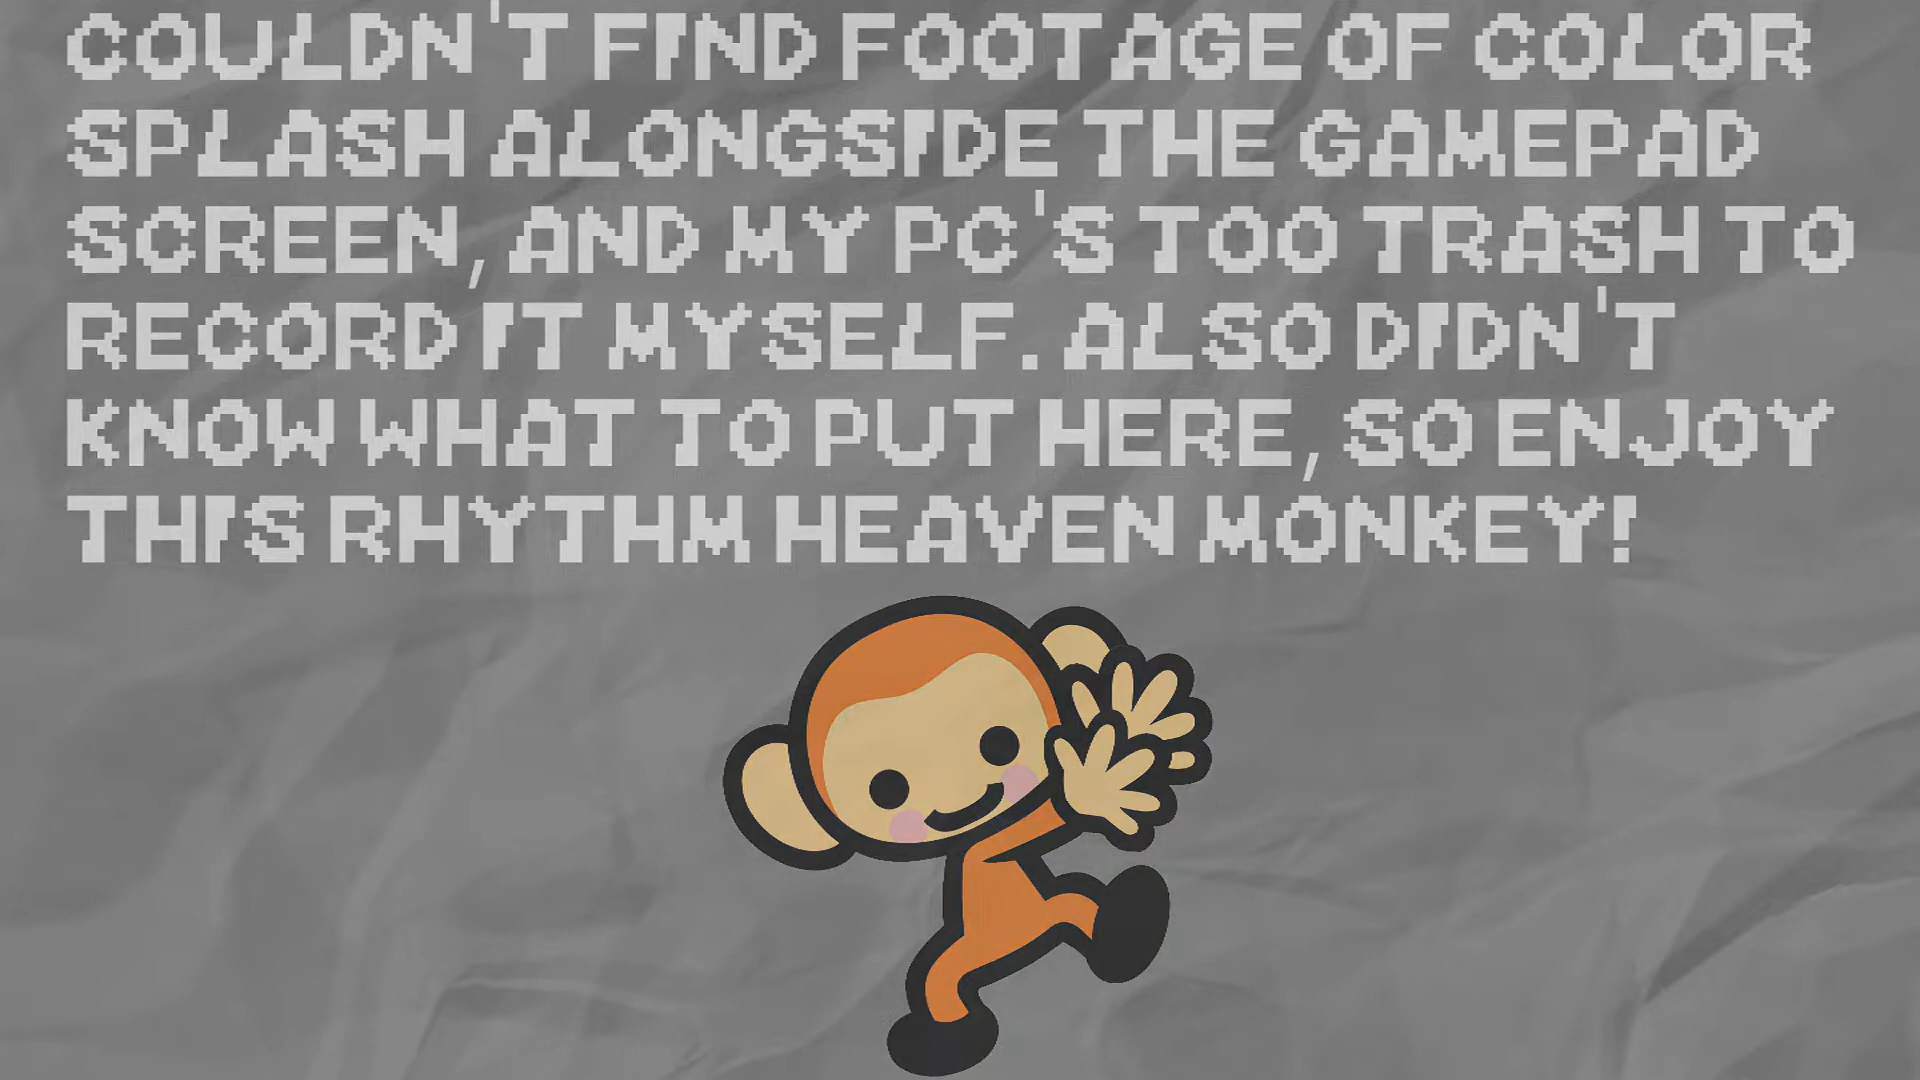 COULDN'T FIND FOOTAGE OF COLOR
SPLASH ALONGSIDE THE GAMEPAD
SCREEN, AND MY PC'S TOO TRASH TO
RECORD IT MYSELF. ALSO DIDN'T
KNOW WHAT TO PUT HERE, SO ENJOY
THIS RHYTHM HEAVEN MONKEY!